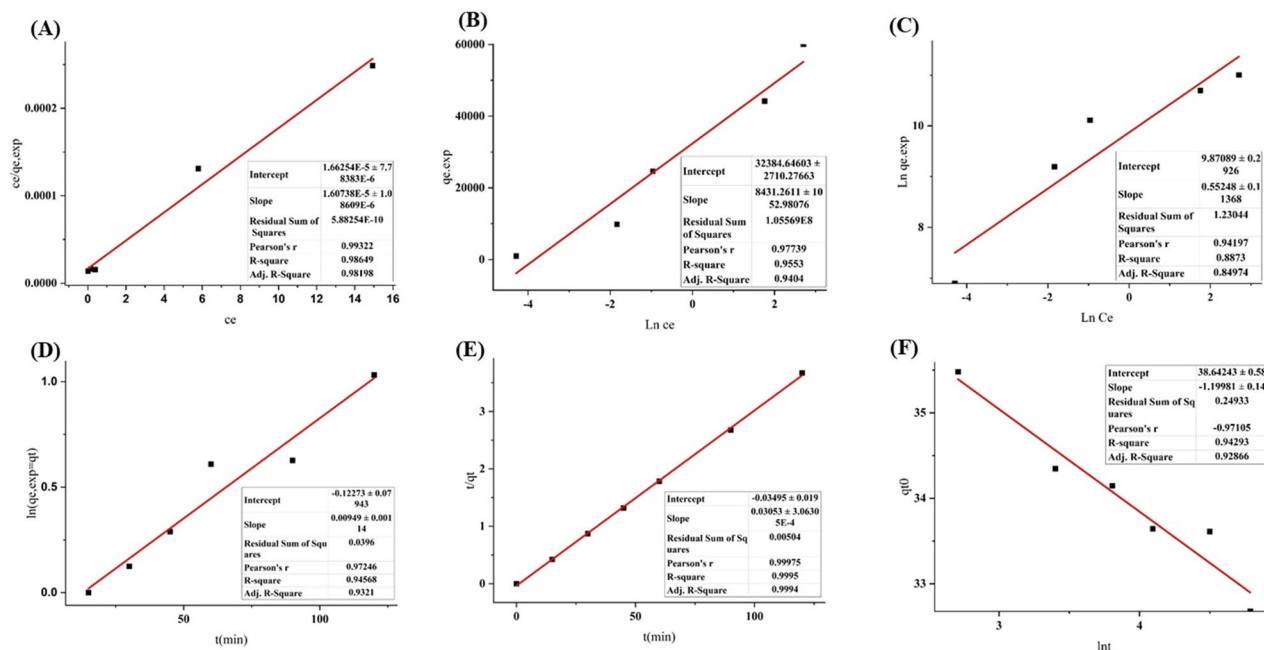 (A)
cc/qe,exp
0.0002
0.0001
0.0000
0 2 4 6 8 10 12 14 16
ce
Intercept 1.66254E-5 ± 7.7
8383E-6
Slope 1.60738E-5 ± 1.0
8609E-6
Residual Sum of
Squares 5.88254E-10
Pearson's r 0.99322
R-square 0.98649
Adj. R-Square 0.98198
(B)
qe.exp
60000
40000
20000
0
-4 -2 0 2
Ln ce
Intercept 32384.64603 ±
2710.27663
Slope 8431.2611 ± 10
52.98076
Residual Sum
of Squares 1.05569E8
Pearson's r 0.97739
R-square 0.9553
Adj. R-Square 0.9404
(C)
Ln qe.exp
10
8
-4 -2 0 2
Ln Ce
Intercept 9.87089 ± 0.2
926
Slope 0.55248 ± 0.1
1368
Residual Sum of
Squares 1.23044
Pearson's r 0.94197
R-square 0.8873
Adj. R-Square 0.84974
(D)
ln(qe,exp=qt)
1.0
0.5
0.0
50 100
t(min)
Intercept -0.12273 ± 0.07
943
Slope 0.00949 ± 0.001
14
Residual Sum of Squ
ares 0.0396
Pearson's r 0.97246
R-square 0.94568
Adj. R-Square 0.9321
(E)
t/qt
3
2
1
0
0 50 100
t(min)
Intercept -0.03495 ± 0.019
Slope 0.03053 ± 3.0630
5E-4
Residual Sum of Sq
uares 0.00504
Pearson's r 0.99975
R-square 0.9995
Adj. R-Square 0.9994
(F)
qt0
35
34
33
3 4
lnt
Intercept 38.64243 ± 0.58
Slope -1.19981 ± 0.14
Residual Sum of Sq
uares 0.24933
Pearson's r -0.97105
R-square 0.94293
Adj. R-Square 0.92866